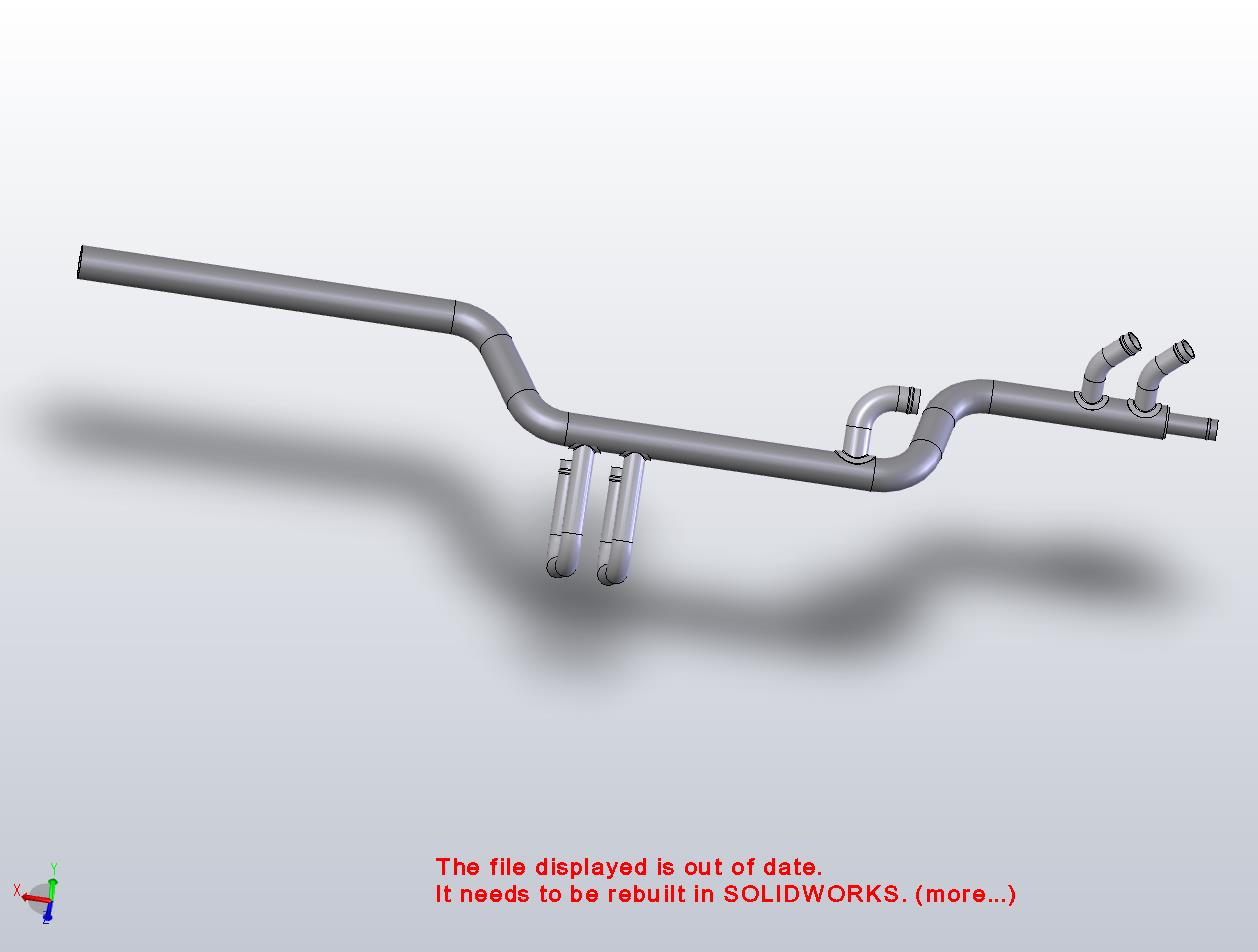 The file displayed is out of date.
It needs to be rebuilt in SOLIDWORKS. (more...)
Y
X
Z